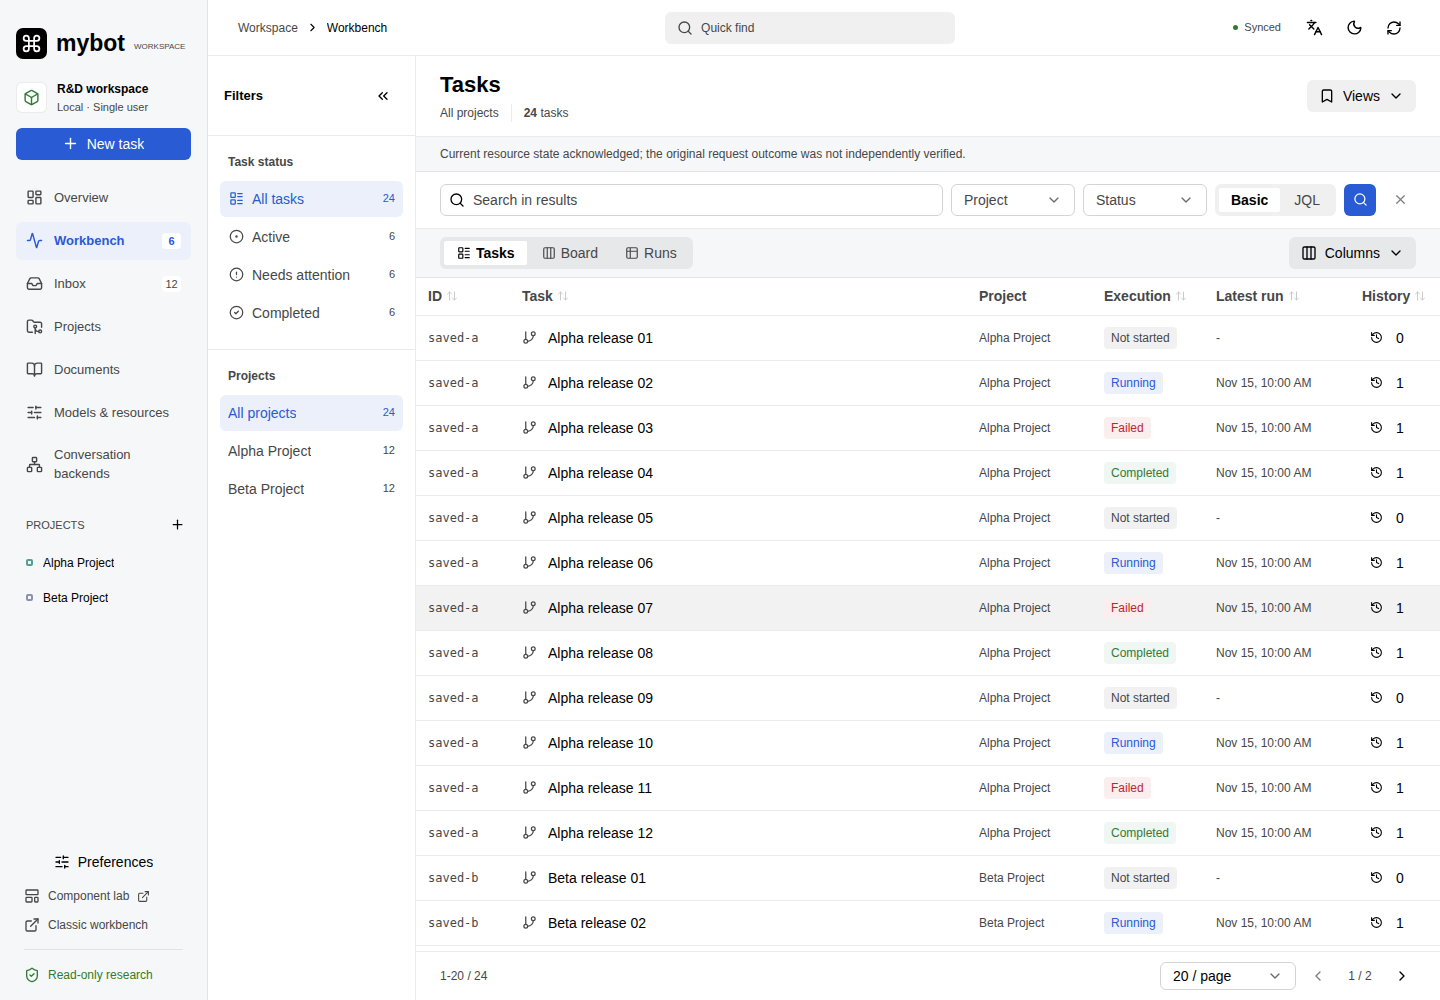 mybot WORKSPACE
R&D workspace
Local · Single user
New task
Overview
Workbench 6
Inbox 12
Projects
Documents
Models & resources
Conversation
backends
PROJECTS
Alpha Project
Beta Project
Preferences
Component lab
Classic workbench
Read-only research
Workspace Workbench
Quick find
Synced
Filters
Task status
All tasks 24
Active 6
Needs attention 6
Completed 6
Projects
All projects 24
Alpha Project 12
Beta Project 12
Tasks
All projects 24 tasks
Views
Current resource state acknowledged; the original request outcome was not independently verified.
Search in results Project Status Basic JQL
Tasks Board Runs Columns
ID Task Project Execution Latest run History
saved-a Alpha release 01 Alpha Project Not started - 0
saved-a Alpha release 02 Alpha Project Running Nov 15, 10:00 AM 1
saved-a Alpha release 03 Alpha Project Failed Nov 15, 10:00 AM 1
saved-a Alpha release 04 Alpha Project Completed Nov 15, 10:00 AM 1
saved-a Alpha release 05 Alpha Project Not started - 0
saved-a Alpha release 06 Alpha Project Running Nov 15, 10:00 AM 1
saved-a Alpha release 07 Alpha Project Failed Nov 15, 10:00 AM 1
saved-a Alpha release 08 Alpha Project Completed Nov 15, 10:00 AM 1
saved-a Alpha release 09 Alpha Project Not started - 0
saved-a Alpha release 10 Alpha Project Running Nov 15, 10:00 AM 1
saved-a Alpha release 11 Alpha Project Failed Nov 15, 10:00 AM 1
saved-a Alpha release 12 Alpha Project Completed Nov 15, 10:00 AM 1
saved-b Beta release 01 Beta Project Not started - 0
saved-b Beta release 02 Beta Project Running Nov 15, 10:00 AM 1
1-20 / 24 20 / page 1 / 2